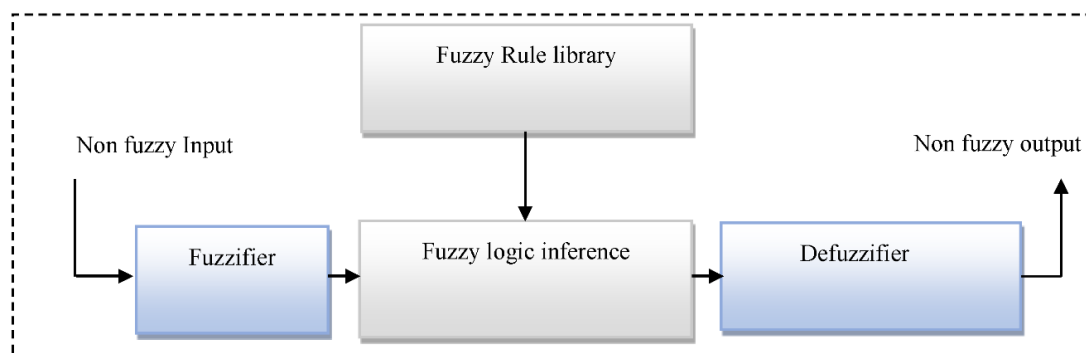 Fuzzy Rule library
Non fuzzy Input
Non fuzzy output
Fuzzifier
Fuzzy logic inference
Defuzzifier